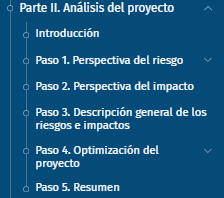 Parte II. Análisis del proyecto
Introducción
Paso 1. Perspectiva del riesgo
Paso 2. Perspectiva del impacto
Paso 3. Descripción general de los
riesgos e impactos
Paso 4. Optimización del
proyecto
Paso 5. Resumen